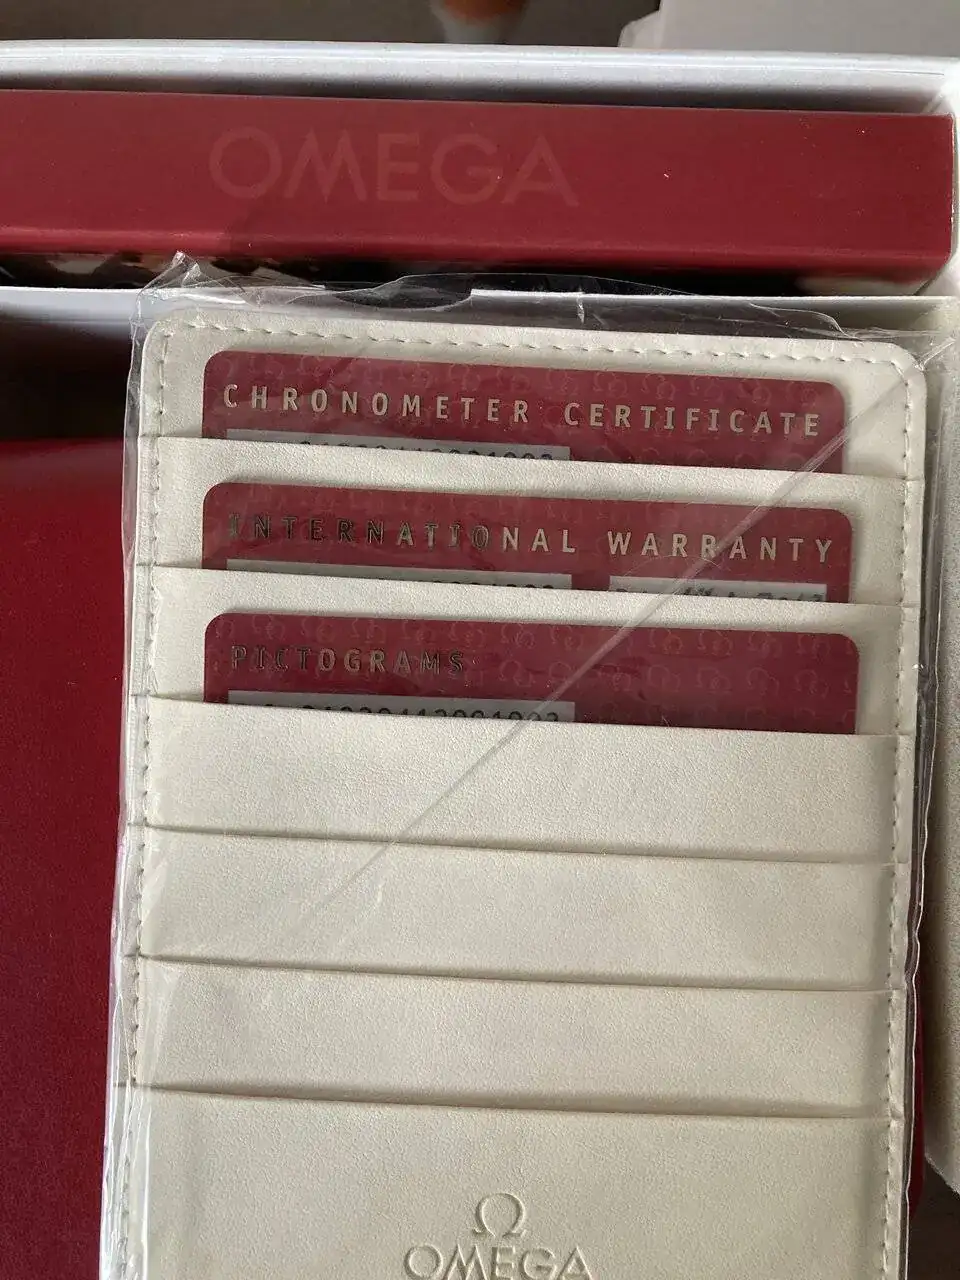 OMEGA
CHRONOMETER CERTIFICATE
INTERNATIONAL WARRANTY
PICTOGRAMS
Ω
OMEGA